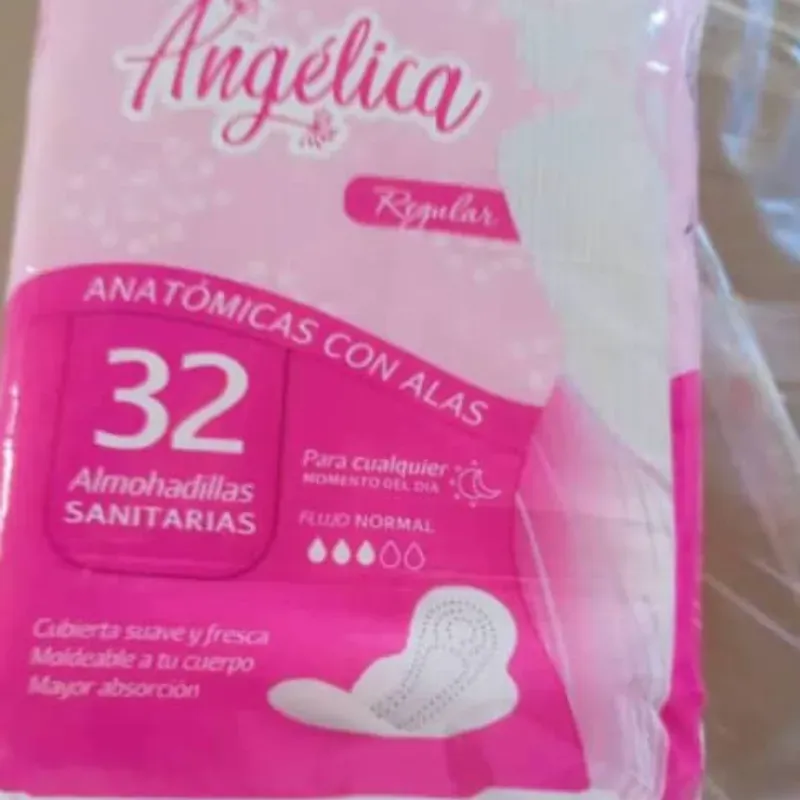 Angélica
Regular
ANATÓMICAS CON ALAS
32
Almohadillas
SANITARIAS
Para cualquier
MOMENTO DEL DIA
FLUJO NORMAL
Cubierta suave y fresca
Moldeable a tu cuerpo
Mayor absorción